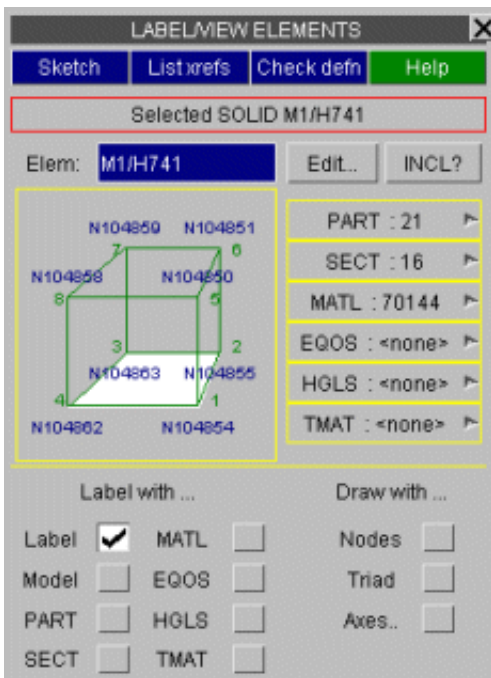 LABEL/VIEW ELEMENTS
Sketch List xrefs Check defn Help
Selected SOLID M1/H741
Elem: M1/H741 Edit... INCL?
N104859 N104851
7 6
N104858 N104850
8 5
3 2
N104863 N104855
4 1
N104862 N104854
PART : 21
SECT : 16
MATL : 70144
EQOS : <none>
HGLS : <none>
TMAT : <none>
Label with ... Draw with ...
Label MATL Nodes
Model EQOS Triad
PART HGLS Axes..
SECT TMAT